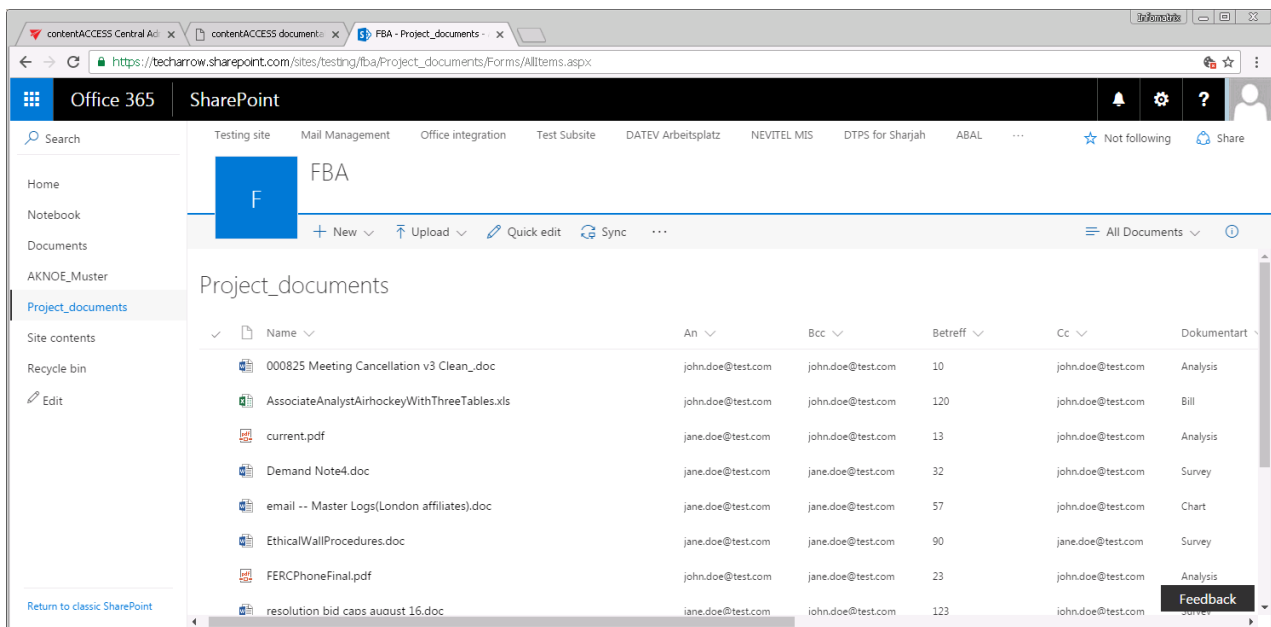 Infomatrix
contentACCESS Central Ad
contentACCESS documenta
FBA - Project_documents -
https://techarrow.sharepoint.com/sites/testing/fba/Project_documents/Forms/AllItems.aspx
Office 365 SharePoint ?
Search
Testing site Mail Management Office integration Test Subsite DATEV Arbeitsplatz NEVITEL MIS DTPS for Sharjah ABAL ... Not following Share
F
FBA
New Upload Quick edit Sync ... All Documents
Home
Notebook
Documents
AKNOE_Muster
Project_documents
Site contents
Recycle bin
Edit
Return to classic SharePoint
Project_documents
Name An Bcc Betreff Cc Dokumentart
000825 Meeting Cancellation v3 Clean_.doc john.doe@test.com john.doe@test.com 10 john.doe@test.com Analysis
AssociateAnalystAirhockeyWithThreeTables.xls john.doe@test.com john.doe@test.com 120 john.doe@test.com Bill
current.pdf jane.doe@test.com john.doe@test.com 13 john.doe@test.com Analysis
Demand Note4.doc jane.doe@test.com jane.doe@test.com 32 john.doe@test.com Survey
email -- Master Logs(London affiliates).doc jane.doe@test.com jane.doe@test.com 57 john.doe@test.com Chart
EthicalWallProcedures.doc jane.doe@test.com jane.doe@test.com 90 jane.doe@test.com Survey
FERCPhoneFinal.pdf john.doe@test.com jane.doe@test.com 23 john.doe@test.com Analysis
resolution bid caps august 16.doc jane.doe@test.com john.doe@test.com 123 john.doe@test.com Survey
Feedback